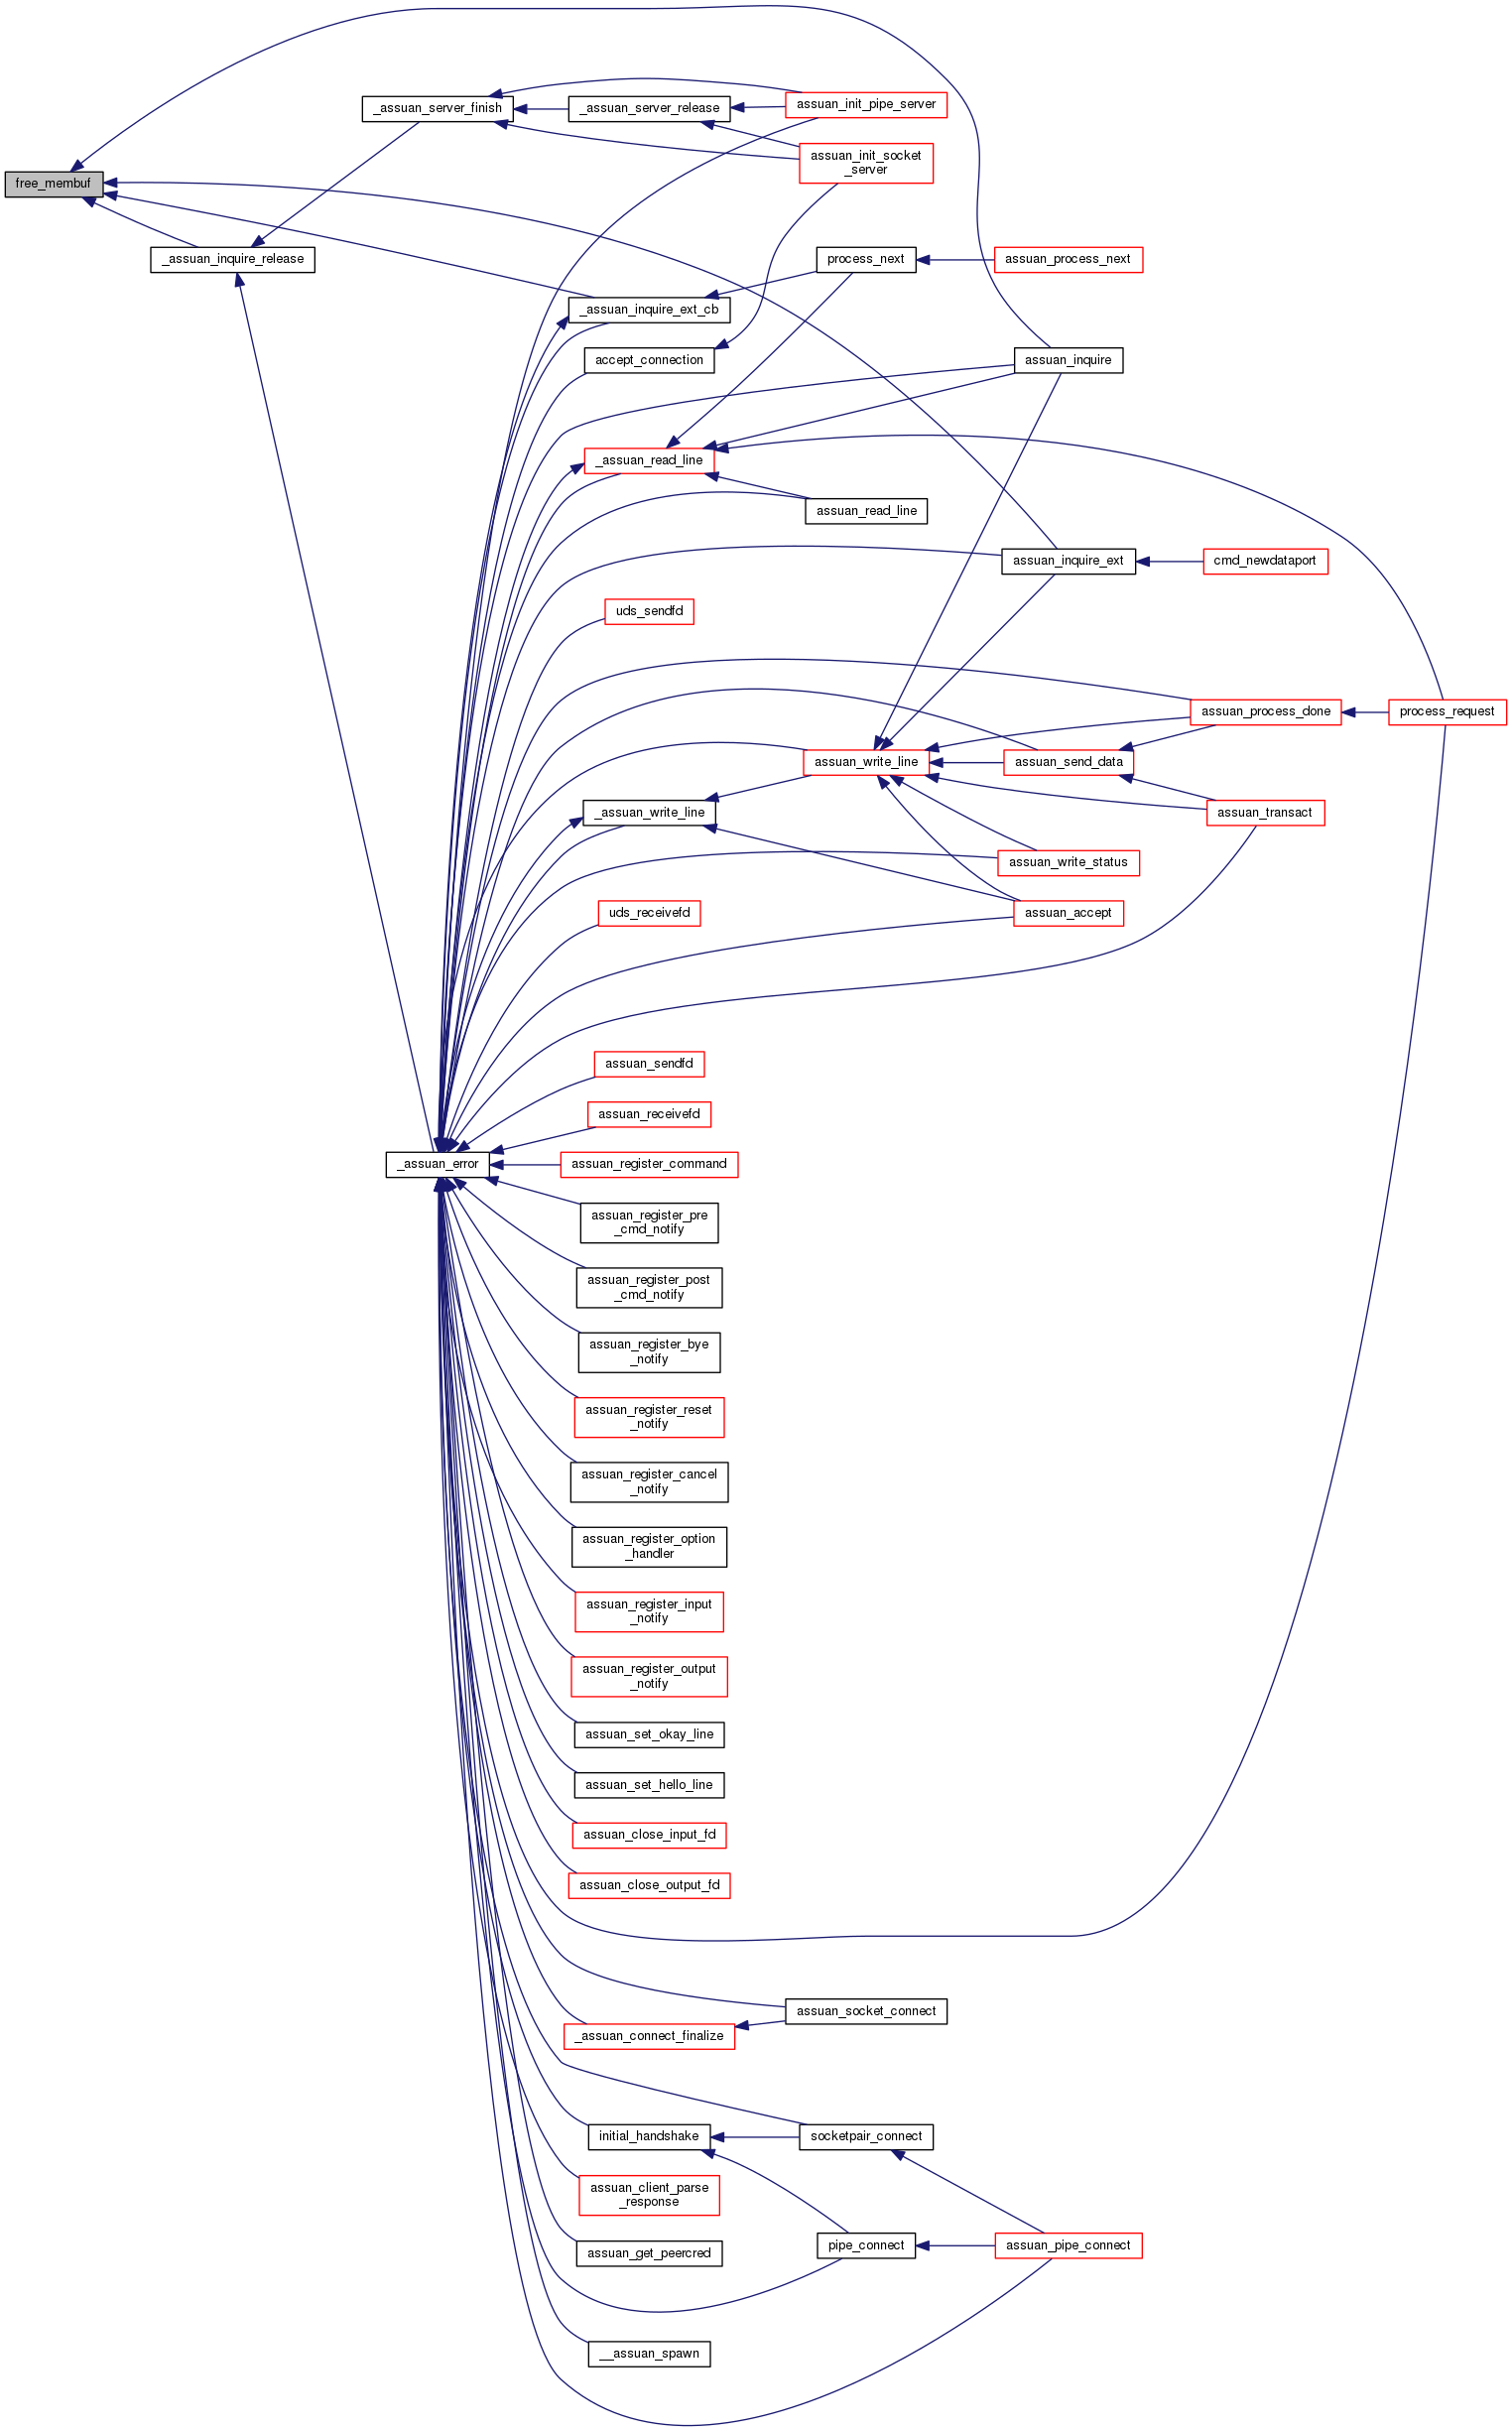 _assuan_server_finish
_assuan_server_release
assuan_init_pipe_server
assuan_init_socket
_server
free_membuf
_assuan_inquire_release
process_next
assuan_process_next
_assuan_inquire_ext_cb
accept_connection
assuan_inquire
_assuan_read_line
assuan_read_line
assuan_inquire_ext
cmd_newdataport
uds_sendfd
assuan_process_done
process_request
assuan_write_line
assuan_send_data
_assuan_write_line
assuan_transact
assuan_write_status
uds_receivefd
assuan_accept
assuan_sendfd
assuan_receivefd
_assuan_error
assuan_register_command
assuan_register_pre
_cmd_notify
assuan_register_post
_cmd_notify
assuan_register_bye
_notify
assuan_register_reset
_notify
assuan_register_cancel
_notify
assuan_register_option
_handler
assuan_register_input
_notify
assuan_register_output
_notify
assuan_set_okay_line
assuan_set_hello_line
assuan_close_input_fd
assuan_close_output_fd
assuan_socket_connect
_assuan_connect_finalize
initial_handshake
socketpair_connect
assuan_client_parse
_response
pipe_connect
assuan_pipe_connect
assuan_get_peercred
__assuan_spawn